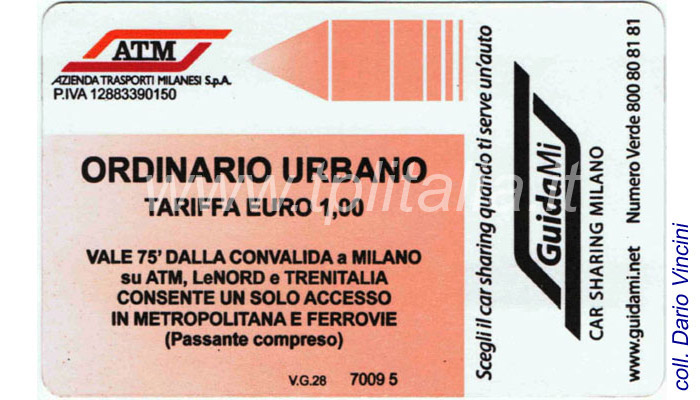 ATM
AZIENDA TRASPORTI MILANESI S.p.A.
P.IVA 12883390150
ORDINARIO URBANO
TARIFFA EURO 1,00
VALE 75' DALLA CONVALIDA a MILANO
su ATM, LeNORD e TRENITALIA
CONSENTE UN SOLO ACCESSO
IN METROPOLITANA E FERROVIE
(Passante compreso)
V.G.28 7009 5
Scegli il car sharing quando ti serve un'auto
GuidaMi
CAR SHARING MILANO
www.guidami.net Numero Verde 800 80 81 81
www.tplitalia.it
coll. Dario Vincini